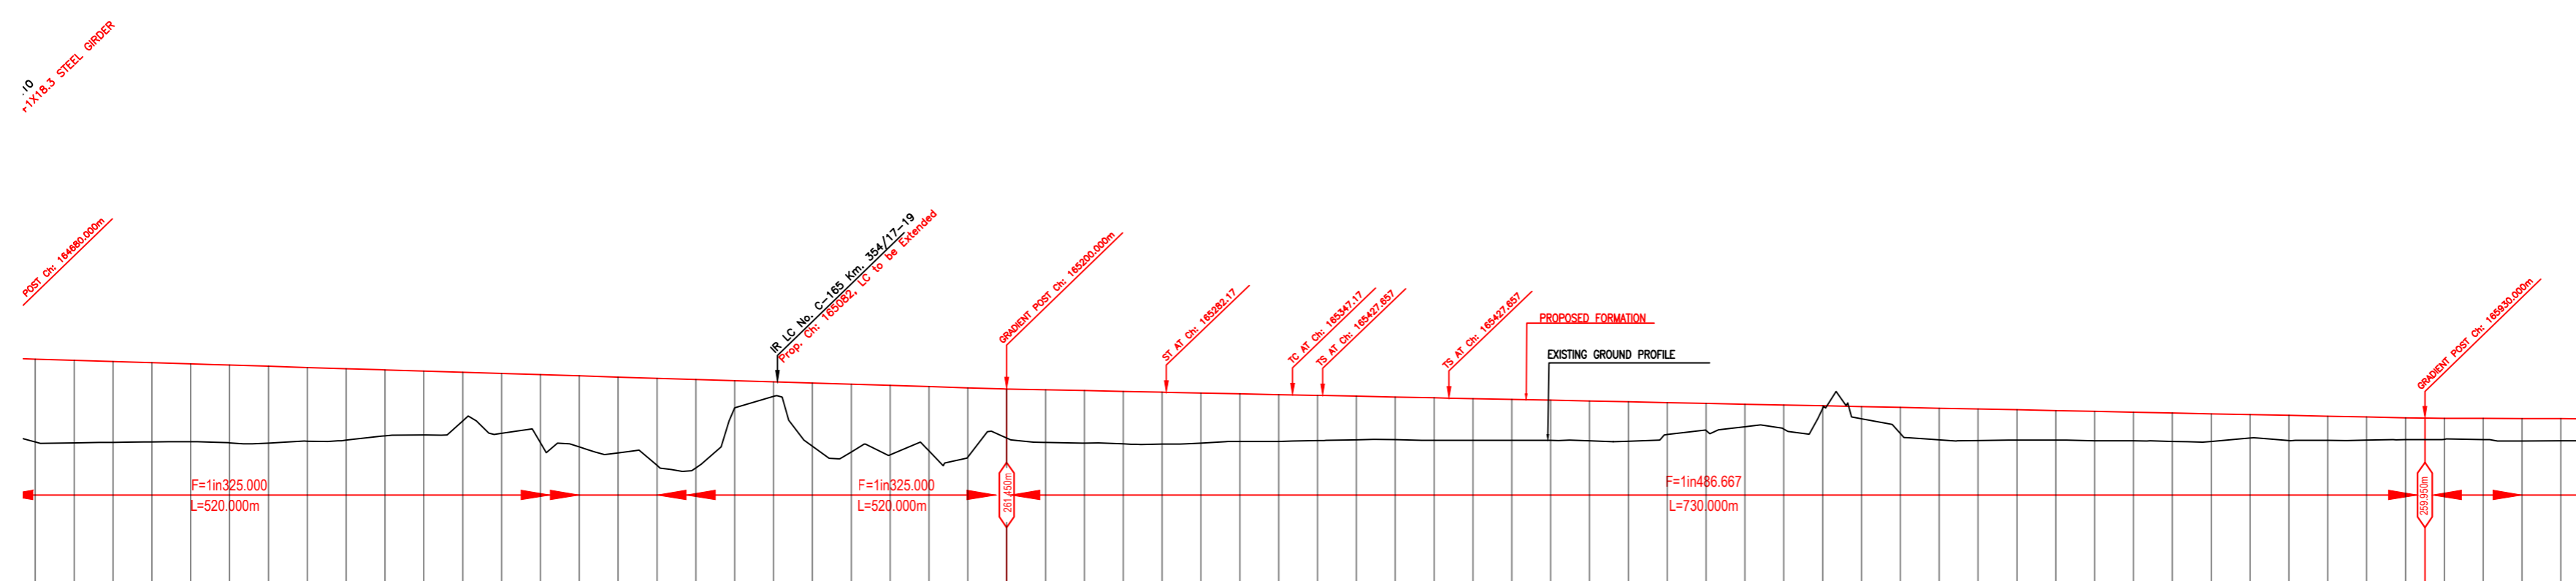 .10
1X18.3 STEEL GIRDER
POST Ch: 164680.000m
IR LC No. C-165 Km. 354/17-19
Prop. Ch: 165082, LC to be Extended
GRADIENT POST Ch: 165200.000m
ST AT Ch: 165282.17
TC AT Ch: 165347.17
TS AT Ch: 165427.657
TS AT Ch: 165427.657
PROPOSED FORMATION
EXISTING GROUND PROFILE
GRADIENT POST Ch: 165930.000m
F=1in325.000
L=520.000m
F=1in325.000
L=520.000m
261.450m
F=1in486.667
L=730.000m
259.950m